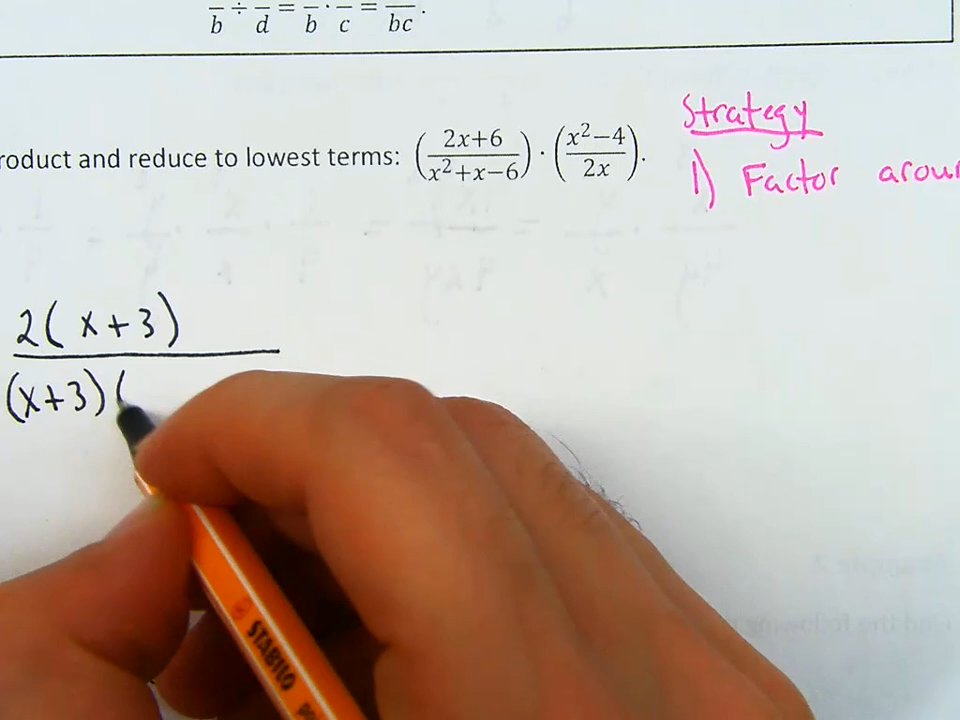 b ÷ d = b · c = bc.
roduct and reduce to lowest terms: (2x+6 / x²+x−6) · (x²−4 / 2x).
Strategy
1) Factor arou
2(x+3)
(x+3)(
STABILO